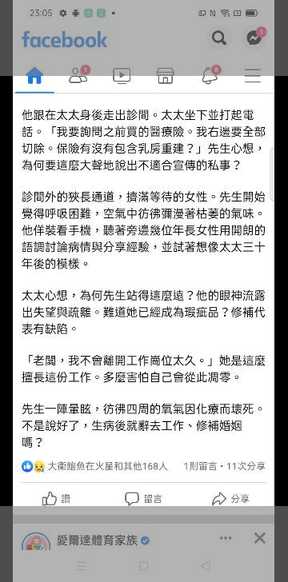 23:05
facebook
他跟在太太身後走出診間。太太坐下並打起電
話。「我要詢問之前買的醫療險。我右邊要全部
切除。保險有沒有包含乳房重建？」先生心想，
為何要這麼大聲地說出不適合宣傳的私事？
診間外的狹長通道，擠滿等待的女性。先生開始
覺得呼吸困難，空氣中彷彿瀰漫著枯萎的氣味。
他佯裝看手機，聽著旁邊幾位年長女性用開朗的
語調討論病情與分享經驗，並試著想像太太三十
年後的模樣。
太太心想，為何先生站得這麼遠？他的眼神流露
出失望與疏離。難道她已經成為瑕疵品？修補代
表有缺陷。
「老闆，我不會離開工作崗位太久。」她是這麼
擅長這份工作。多麼害怕自己會從此凋零。
先生一陣暈眩，彷彿四周的氧氣因化療而壞死。
不是說好了，生病後就辭去工作、修補婚姻
嗎？
大衛鮑魚在火星和其他168人 1則留言・11次分享
讚 留言 分享
愛爾達體育家族